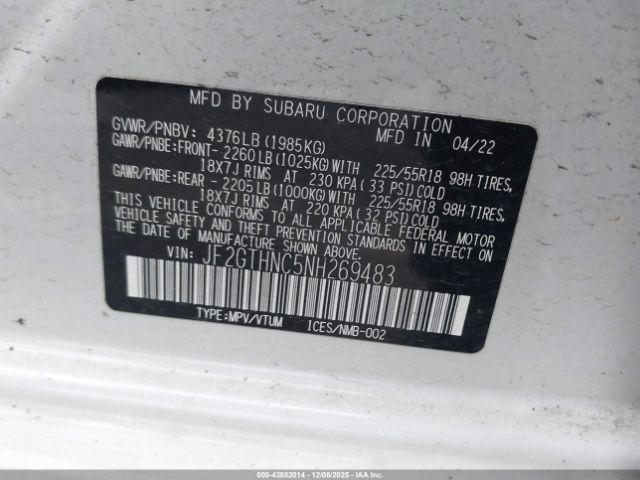 MFD BY SUBARU CORPORATION
GVWR/PNBV: 4376LB(1985KG) MFD IN 04/22
GAWR/PNBE:FRONT- 2260LB(1025KG)WITH 225/55R18 98H TIRES,
18X7J RIMS AT 230 KPA(33 PSI)COLD
GAWR/PNBE:REAR - 2205LB(1000KG)WITH 225/55R18 98H TIRES,
18X7J RIMS AT 220 KPA(32 PSI)COLD
THIS VEHICLE CONFORMS TO ALL APPLICABLE FEDERAL MOTOR
VEHICLE SAFETY AND THEFT PREVENTION STANDARDS IN EFFECT ON
THE DATE OF MANUFACTURE SHOWN ABOVE.
VIN: JF2GTHNC5NH269483
TYPE:MPV/VTUM ICES/NMB-002
000-43882014 - 12/08/2025 - IAAI.COM